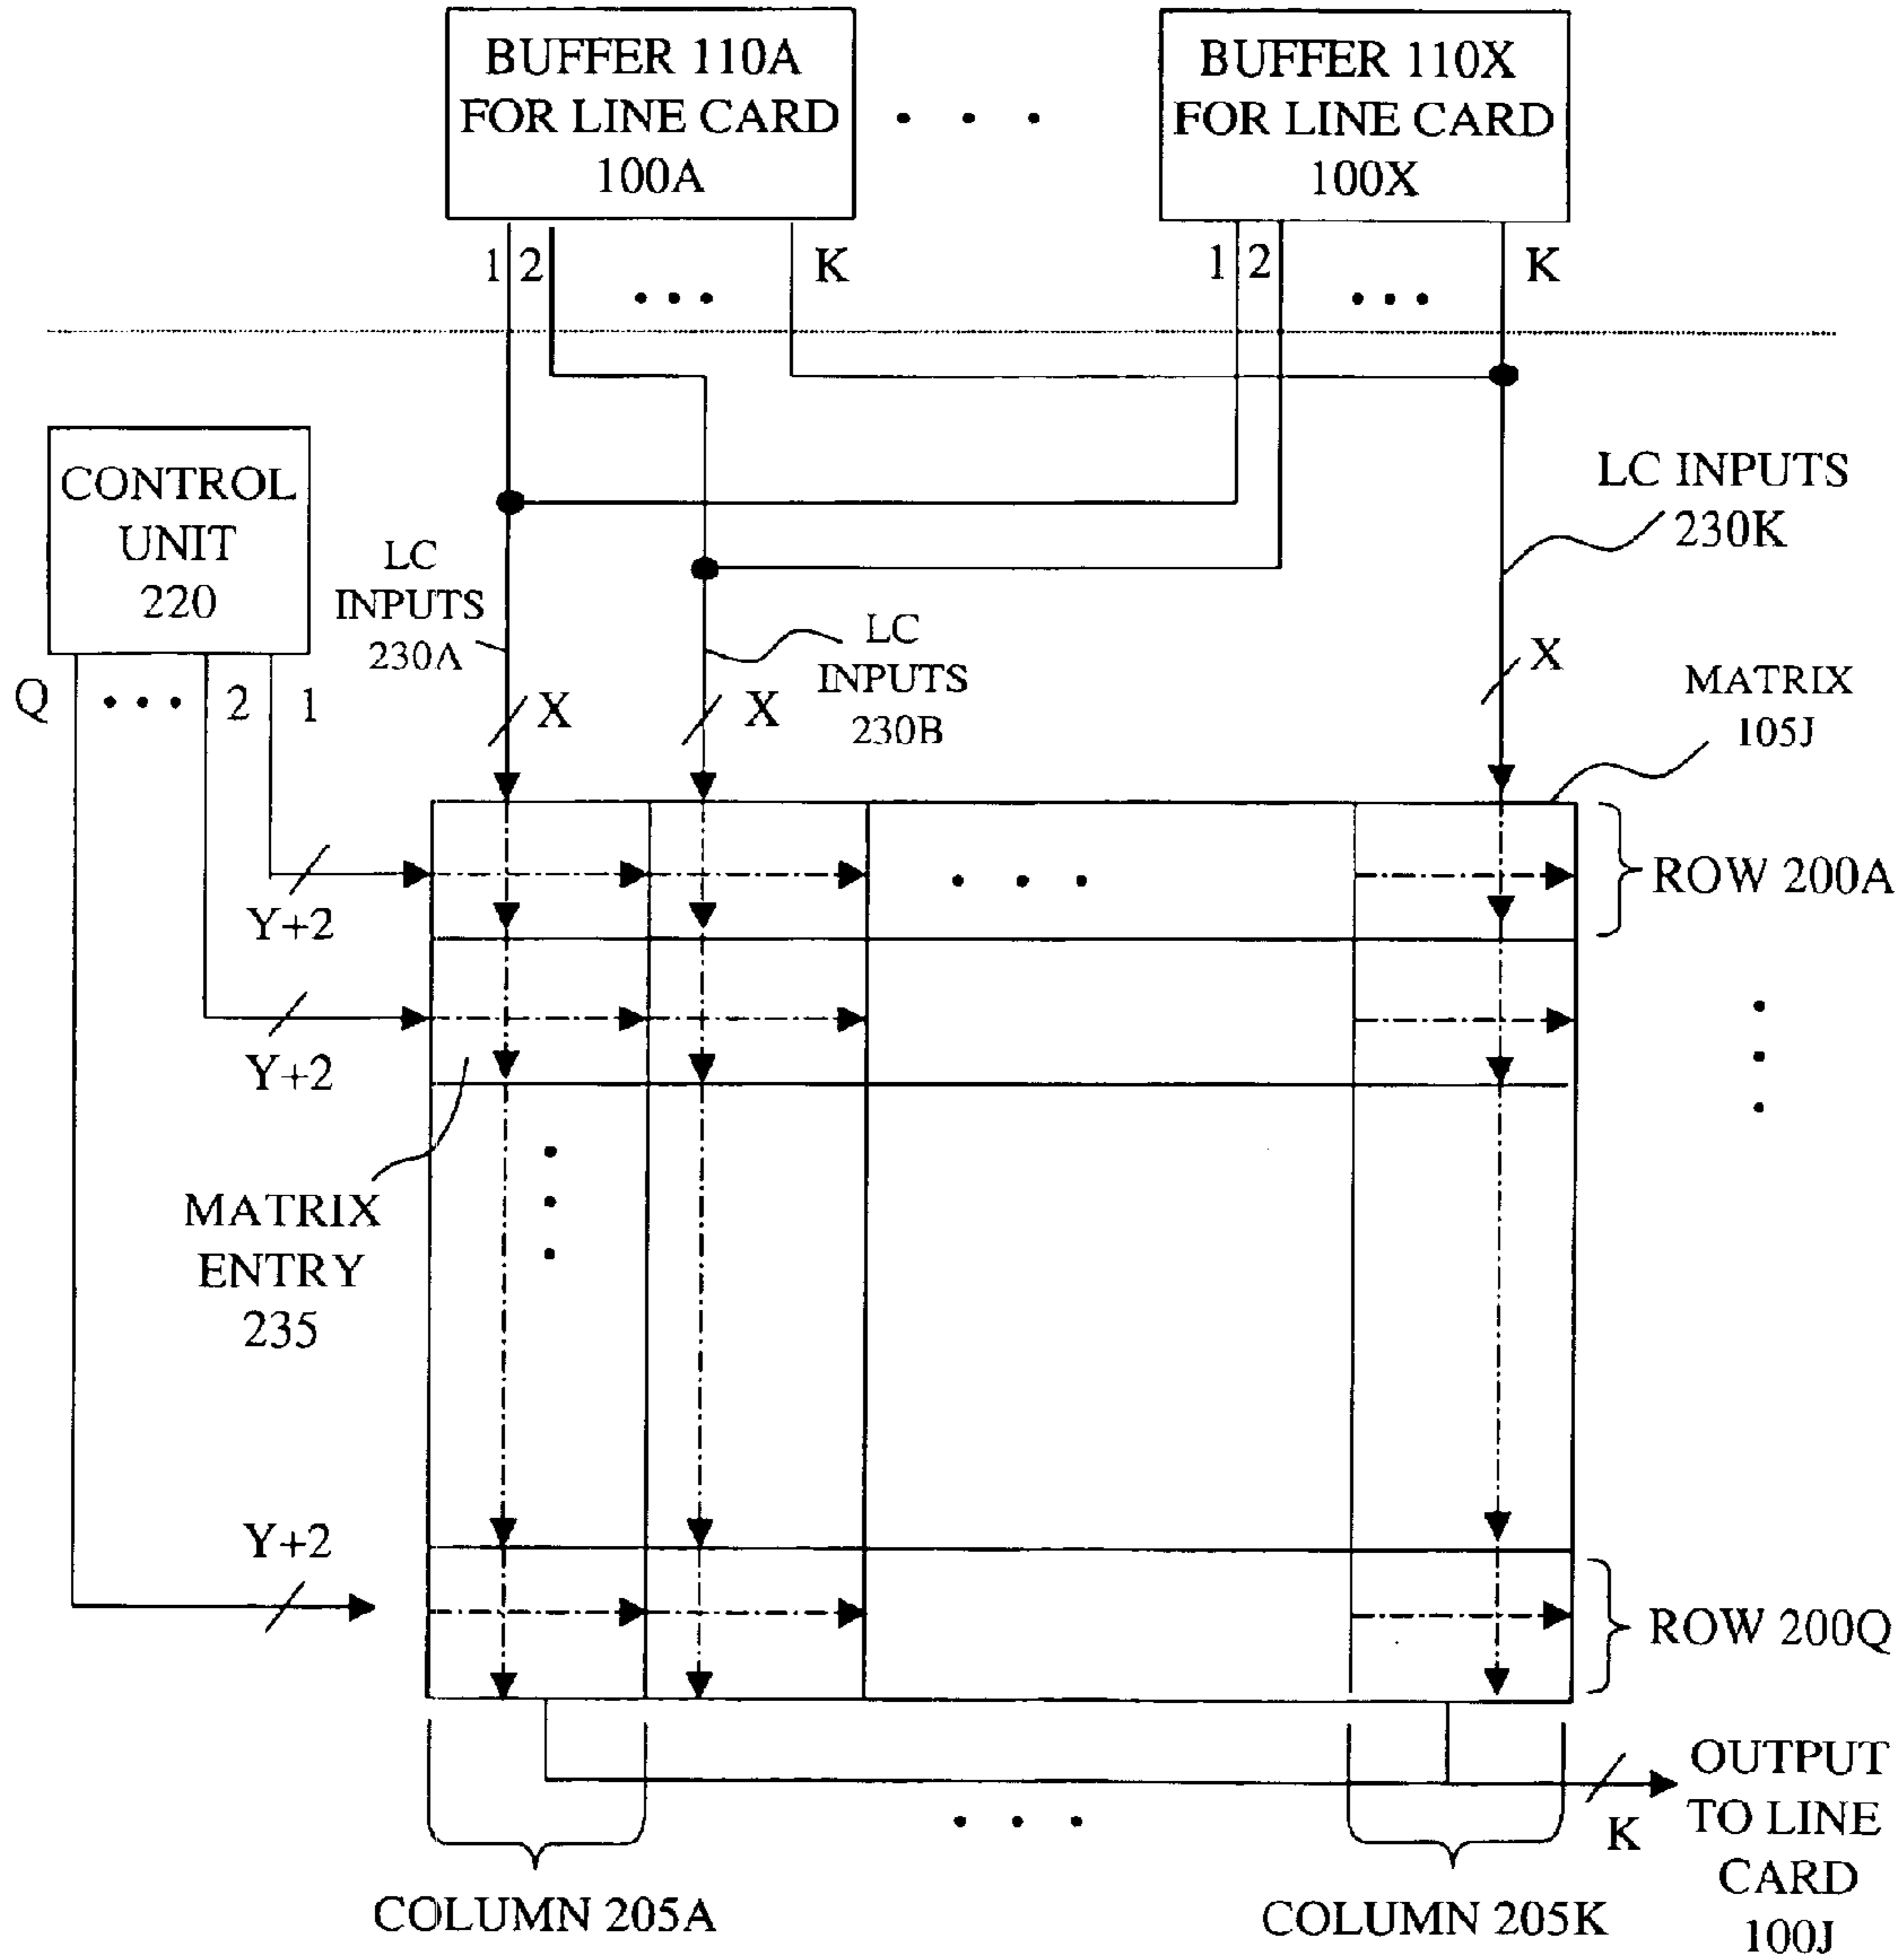 BUFFER 110A
FOR LINE CARD
100A
. . .
BUFFER 110X
FOR LINE CARD
100X
1 2 ... K
1 2 ... K
CONTROL
UNIT
220
Q ... 2 1
LC
INPUTS
230A
X
LC
INPUTS
230B
X
LC INPUTS
230K
X
MATRIX
105J
Y+2
. . .
ROW 200A
Y+2
MATRIX
ENTRY
235
Y+2
ROW 200Q
. . .
K
OUTPUT
TO LINE
CARD
100J
COLUMN 205A
COLUMN 205K